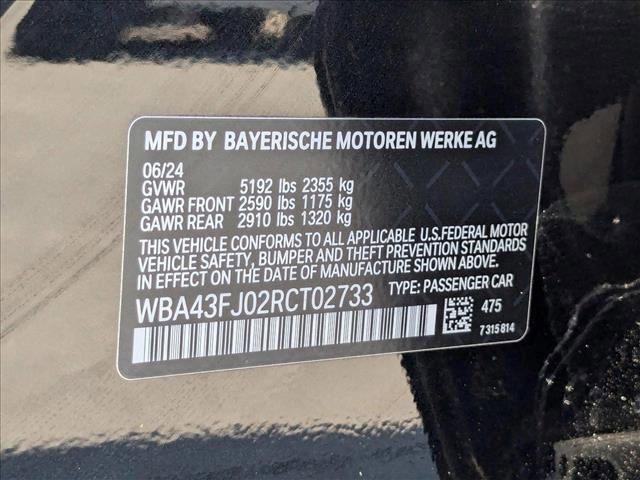 MFD BY BAYERISCHE MOTOREN WERKE AG
06/24
GVWR 5192 lbs 2355 kg
GAWR FRONT 2590 lbs 1175 kg
GAWR REAR 2910 lbs 1320 kg
THIS VEHICLE CONFORMS TO ALL APPLICABLE U.S.FEDERAL MOTOR
VEHICLE SAFETY, BUMPER AND THEFT PREVENTION STANDARDS
IN EFFECT ON THE DATE OF MANUFACTURE SHOWN ABOVE.
WBA43FJ02RCT02733 TYPE: PASSENGER CAR
475
7315814